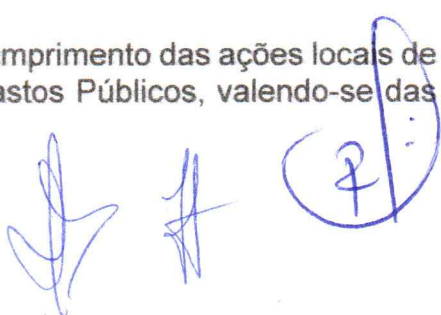 mprimento das ações locais de
astos Públicos, valendo-se das